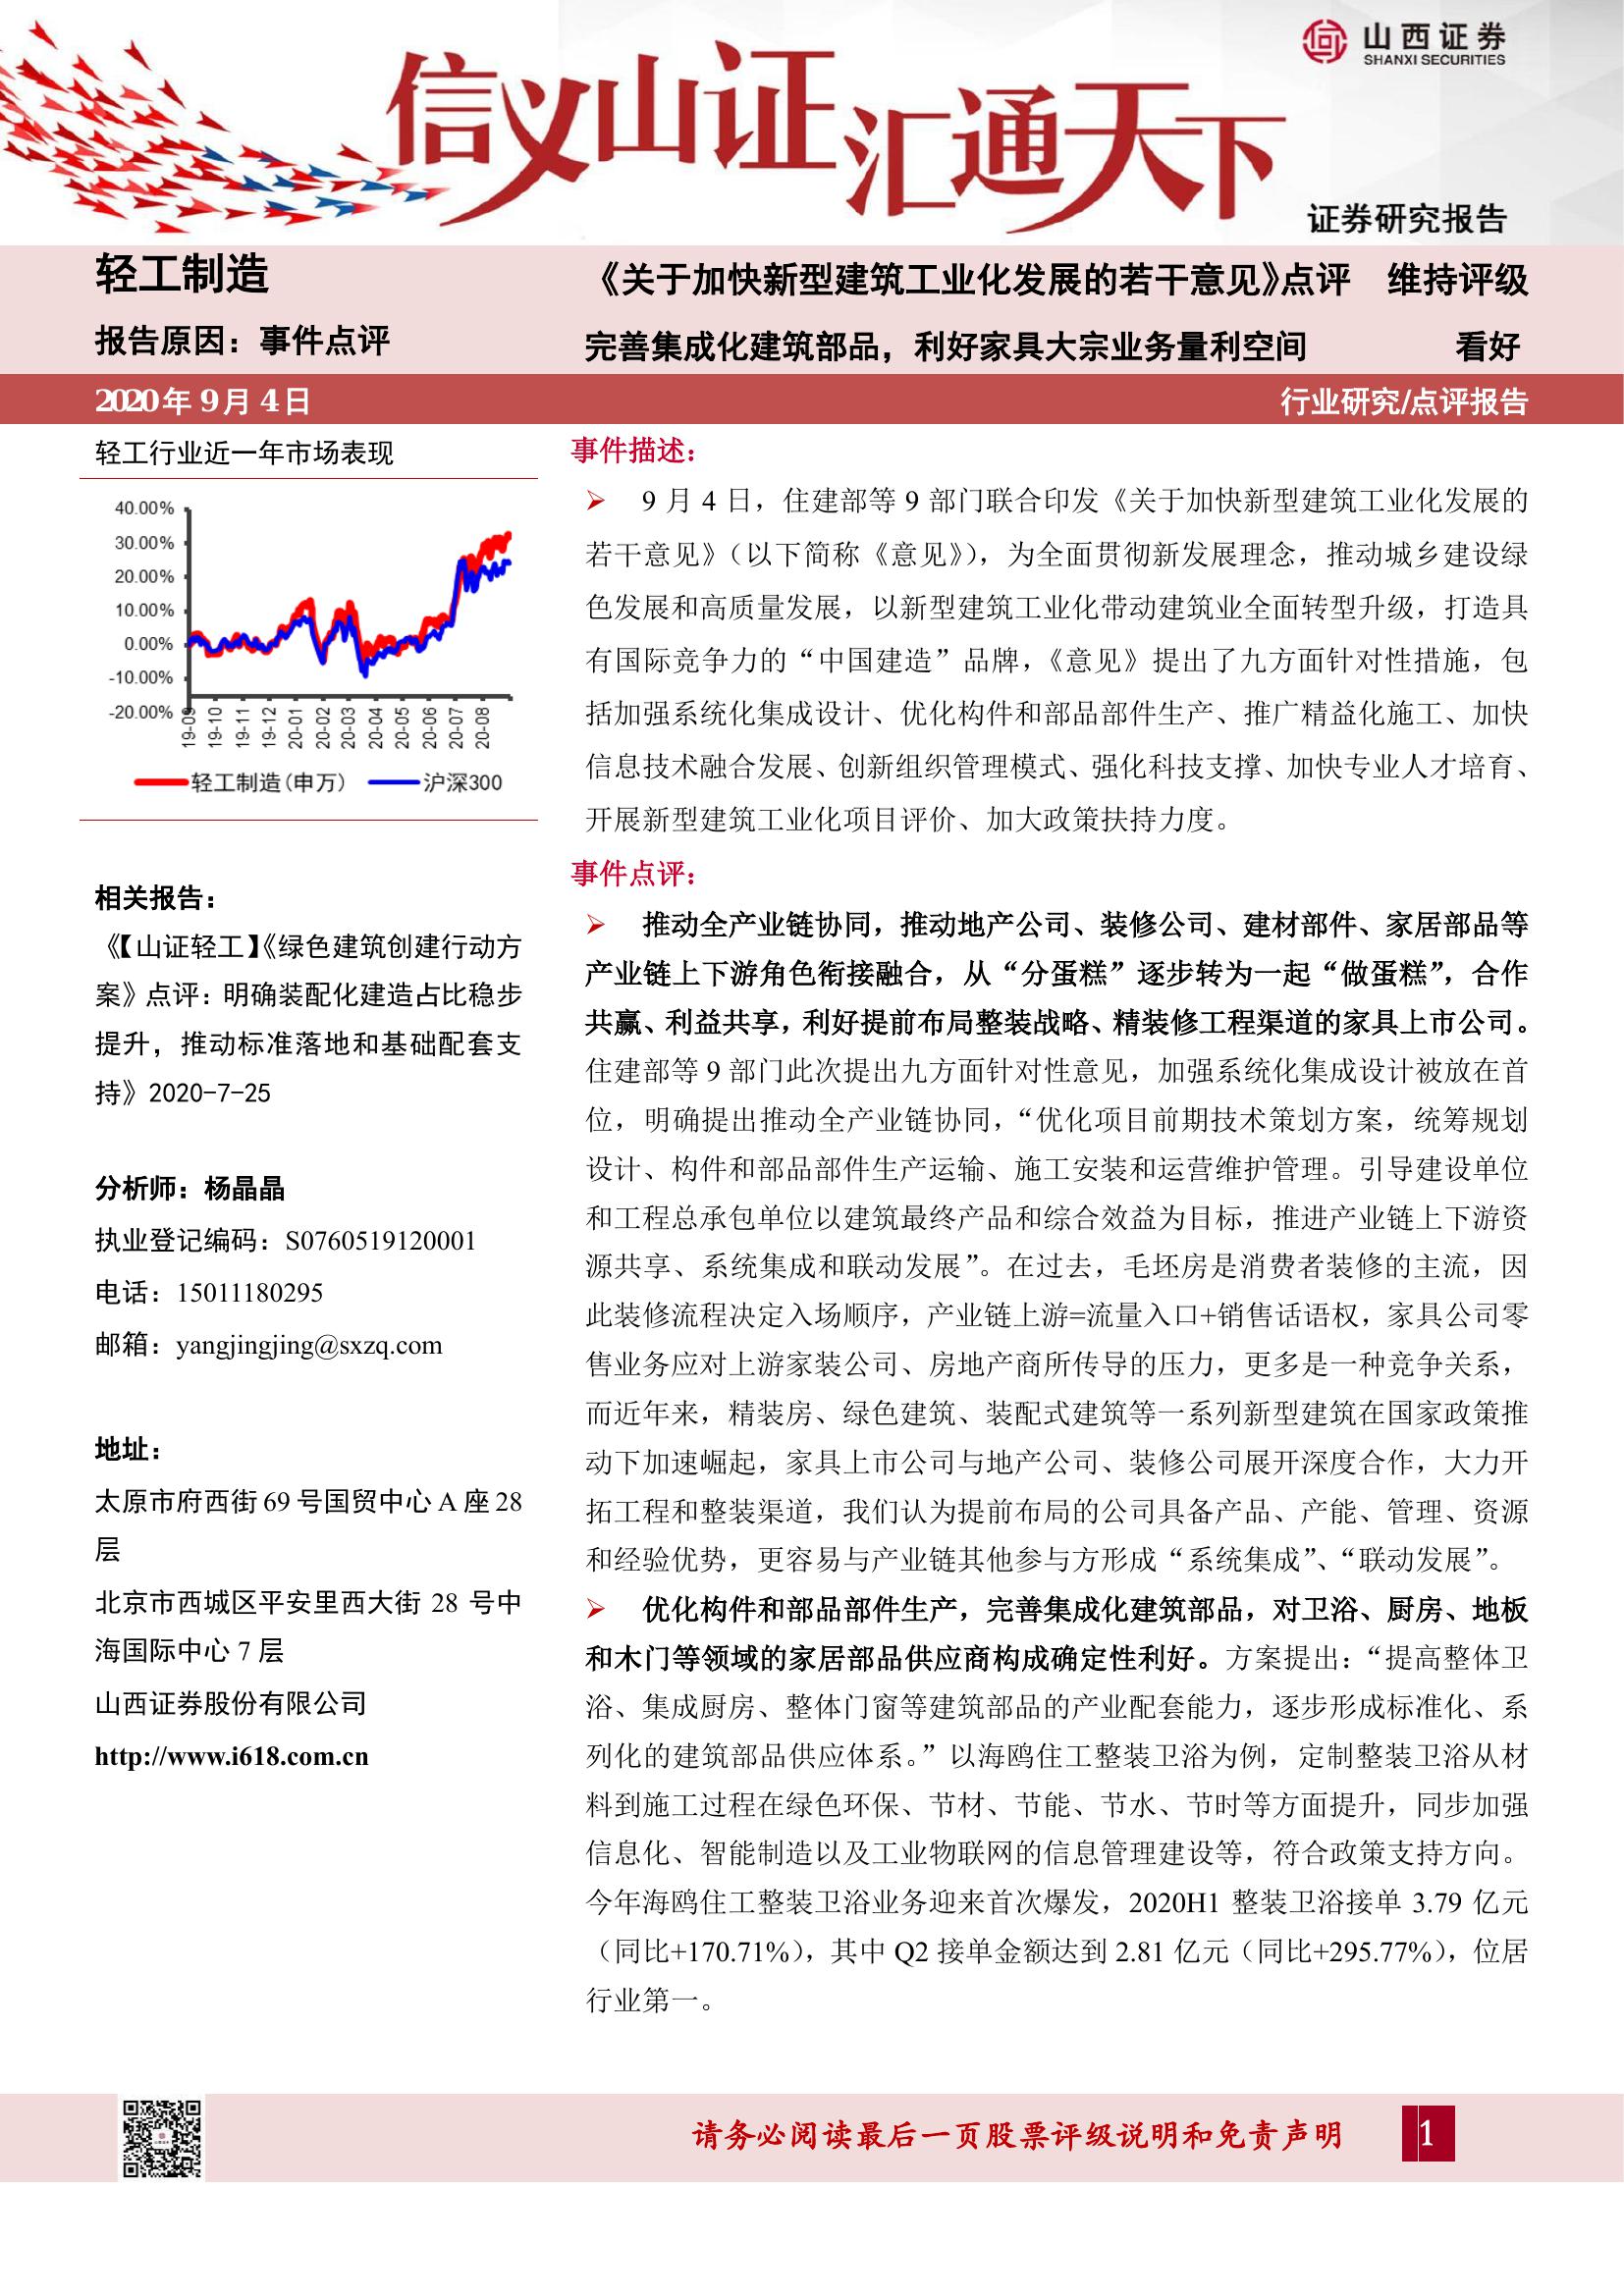 山西证券
SHANXI SECURITIES
信义山证汇通天下
证券研究报告
轻工制造
报告原因：事件点评
《关于加快新型建筑工业化发展的若干意见》点评 维持评级
完善集成化建筑部品，利好家具大宗业务量利空间 看好
2020年9月4日
行业研究/点评报告
轻工行业近一年市场表现
40.00%
30.00%
20.00%
10.00%
0.00%
-10.00%
-20.00%
19-09 19-10 19-11 19-12 20-01 20-02 20-03 20-04 20-05 20-06 20-07 20-08
轻工制造(申万) 沪深300
相关报告：
《【山证轻工】《绿色建筑创建行动方
案》点评：明确装配化建造占比稳步
提升，推动标准落地和基础配套支
持》2020-7-25
分析师：杨晶晶
执业登记编码：S0760519120001
电话：15011180295
邮箱：yangjingjing@sxzq.com
地址：
太原市府西街69号国贸中心A座28
层
北京市西城区平安里西大街 28 号中
海国际中心7层
山西证券股份有限公司
http://www.i618.com.cn
事件描述：
➢ 9 月 4 日，住建部等 9 部门联合印发《关于加快新型建筑工业化发展的
若干意见》（以下简称《意见》），为全面贯彻新发展理念，推动城乡建设绿
色发展和高质量发展，以新型建筑工业化带动建筑业全面转型升级，打造具
有国际竞争力的“中国建造”品牌，《意见》提出了九方面针对性措施，包
括加强系统化集成设计、优化构件和部品部件生产、推广精益化施工、加快
信息技术融合发展、创新组织管理模式、强化科技支撑、加快专业人才培育、
开展新型建筑工业化项目评价、加大政策扶持力度。
事件点评：
➢ 推动全产业链协同，推动地产公司、装修公司、建材部件、家居部品等
产业链上下游角色衔接融合，从“分蛋糕”逐步转为一起“做蛋糕”，合作
共赢、利益共享，利好提前布局整装战略、精装修工程渠道的家具上市公司。
住建部等 9 部门此次提出九方面针对性意见，加强系统化集成设计被放在首
位，明确提出推动全产业链协同，“优化项目前期技术策划方案，统筹规划
设计、构件和部品部件生产运输、施工安装和运营维护管理。引导建设单位
和工程总承包单位以建筑最终产品和综合效益为目标，推进产业链上下游资
源共享、系统集成和联动发展”。在过去，毛坯房是消费者装修的主流，因
此装修流程决定入场顺序，产业链上游=流量入口+销售话语权，家具公司零
售业务应对上游家装公司、房地产商所传导的压力，更多是一种竞争关系，
而近年来，精装房、绿色建筑、装配式建筑等一系列新型建筑在国家政策推
动下加速崛起，家具上市公司与地产公司、装修公司展开深度合作，大力开
拓工程和整装渠道，我们认为提前布局的公司具备产品、产能、管理、资源
和经验优势，更容易与产业链其他参与方形成“系统集成”、“联动发展”。
➢ 优化构件和部品部件生产，完善集成化建筑部品，对卫浴、厨房、地板
和木门等领域的家居部品供应商构成确定性利好。方案提出：“提高整体卫
浴、集成厨房、整体门窗等建筑部品的产业配套能力，逐步形成标准化、系
列化的建筑部品供应体系。”以海鸥住工整装卫浴为例，定制整装卫浴从材
料到施工过程在绿色环保、节材、节能、节水、节时等方面提升，同步加强
信息化、智能制造以及工业物联网的信息管理建设等，符合政策支持方向。
今年海鸥住工整装卫浴业务迎来首次爆发，2020H1 整装卫浴接单 3.79 亿元
（同比+170.71%），其中 Q2 接单金额达到 2.81 亿元（同比+295.77%），位居
行业第一。
请务必阅读最后一页股票评级说明和免责声明
1